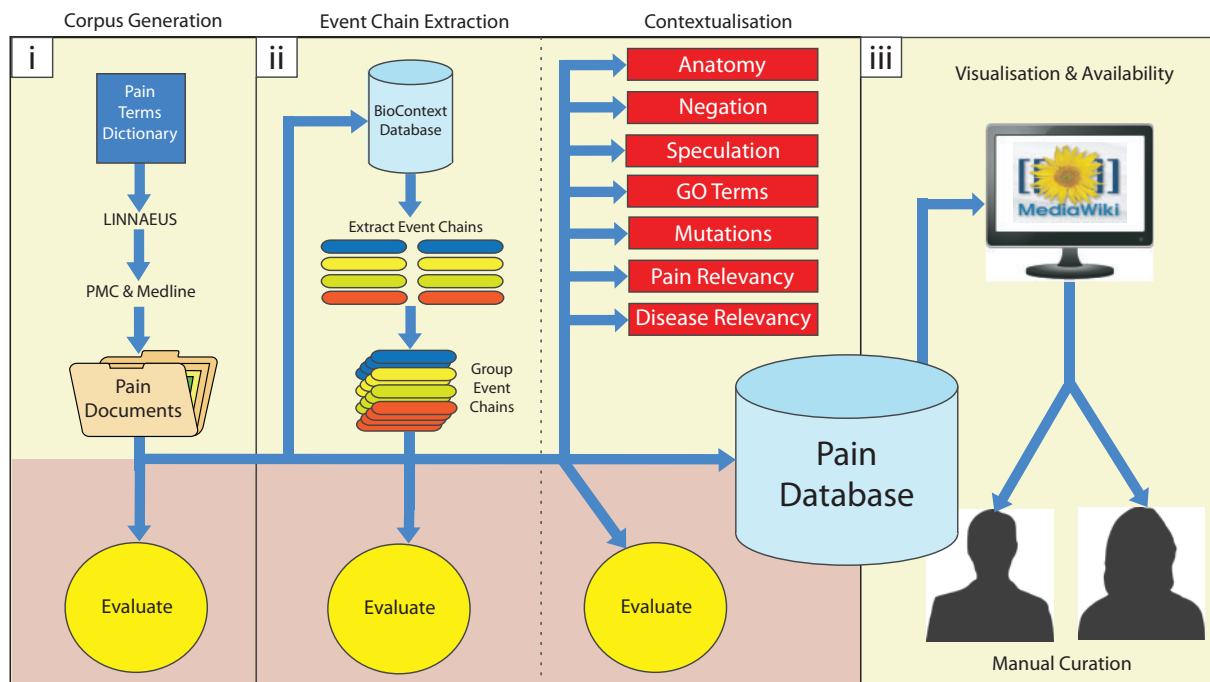 Corpus Generation
Event Chain Extraction
Contextualisation
i
ii
iii
Pain
Terms
Dictionary
LINNAEUS
PMC & Medline
Pain
Documents
Evaluate
BioContext
Database
Extract Event Chains
Group
Event
Chains
Evaluate
Anatomy
Negation
Speculation
GO Terms
Mutations
Pain Relevancy
Disease Relevancy
Evaluate
Pain
Database
Visualisation & Availability
[[ ]]
MediaWiki
Manual Curation